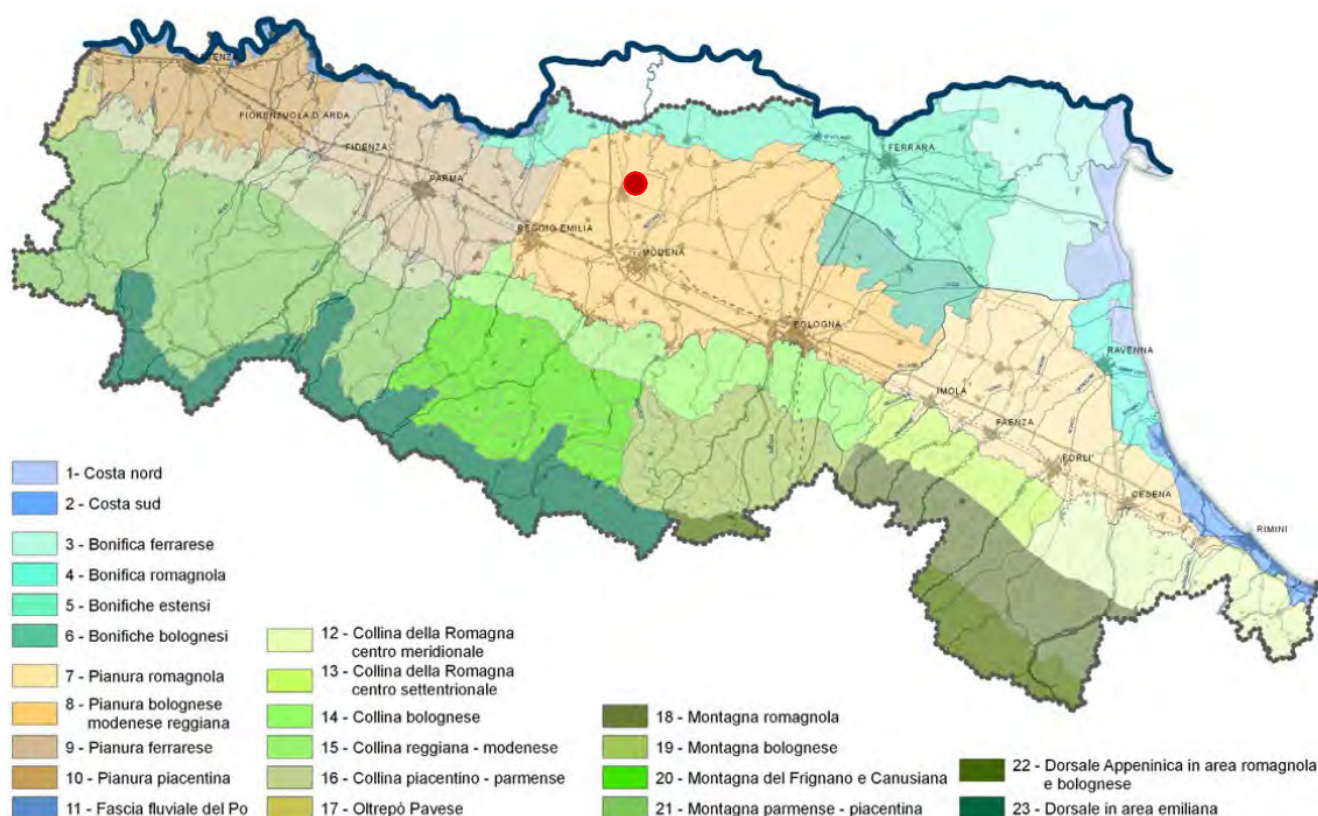 FIORENZUOLA D'ARDA
FIDENZA
PARMA
REGGIO EMILIA
MODENA
BOLOGNA
FERRARA
RAVENNA
IMOLA
FAENZA
FORLI'
CESENA
RIMINI
1- Costa nord
2 - Costa sud
3 - Bonifica ferrarese
4 - Bonifica romagnola
5 - Bonifiche estensi
6 - Bonifiche bolognesi
7 - Pianura romagnola
8 - Pianura bolognese
modenese reggiana
9 - Pianura ferrarese
10 - Pianura piacentina
11 - Fascia fluviale del Po
12 - Collina della Romagna
centro meridionale
13 - Collina della Romagna
centro settentrionale
14 - Collina bolognese
15 - Collina reggiana - modenese
16 - Collina piacentino - parmense
17 - Oltrepò Pavese
18 - Montagna romagnola
19 - Montagna bolognese
20 - Montagna del Frignano e Canusiana
21 - Montagna parmense - piacentina
22 - Dorsale Appeninica in area romagnola
e bolognese
23 - Dorsale in area emiliana